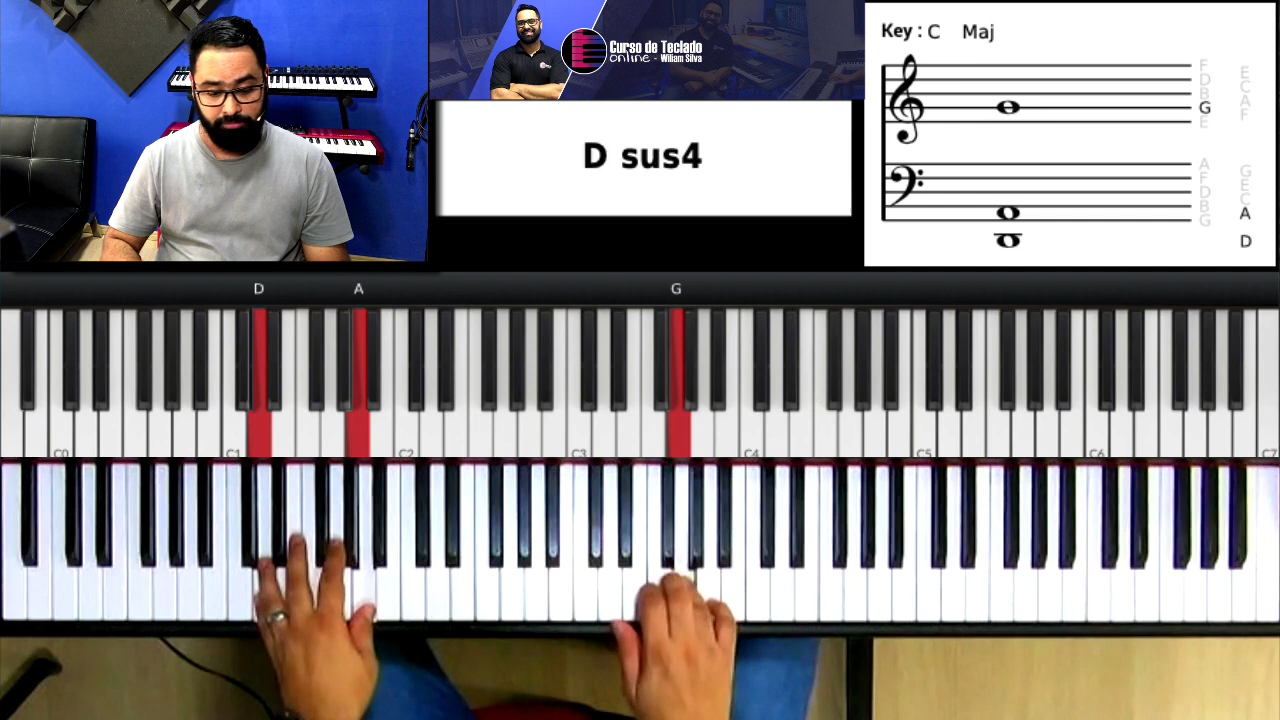 Curso de Teclado
online - Wiliam Silva
D sus4
Key : C Maj
F
D
B
G
E
E
C
A
F
A
F
D
B
G
G
E
C
A
D
D A G
C0 C1 C2 C3 C4 C5 C6 C7